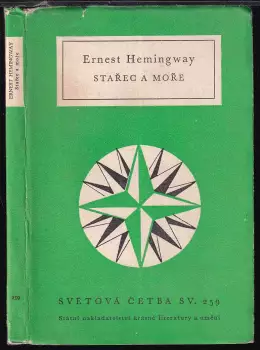 ERNEST HEMINGWAY
Stařec a moře
259
Ernest Hemingway
STAŘEC A MOŘE
SVĚTOVÁ ČETBA SV. 259
Státní nakladatelství krásné literatury a umění